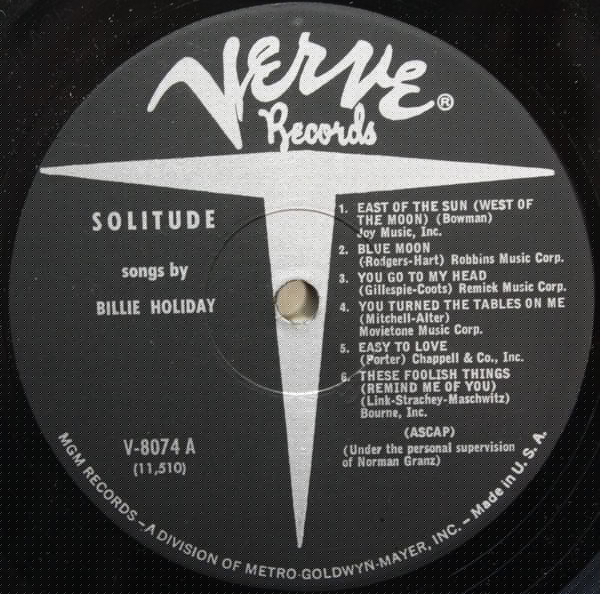 Verve ®
Records
SOLITUDE
songs by
BILLIE HOLIDAY
1. EAST OF THE SUN (WEST OF
THE MOON) (Bowman)
Joy Music, Inc.
2. BLUE MOON
(Rodgers-Hart) Robbins Music Corp.
3. YOU GO TO MY HEAD
(Gillespie-Coots) Remick Music Corp.
4. YOU TURNED THE TABLES ON ME
(Mitchell-Alter)
Movietone Music Corp.
5. EASY TO LOVE
(Porter) Chappell & Co., Inc.
6. THESE FOOLISH THINGS
(REMIND ME OF YOU)
(Link-Strachey-Maschwitz)
Bourne, Inc.
(ASCAP)
(Under the personal supervision
of Norman Granz)
V-8074 A
(11,510)
MGM RECORDS – A DIVISION OF METRO-GOLDWYN-MAYER, INC. – Made in U. S. A.